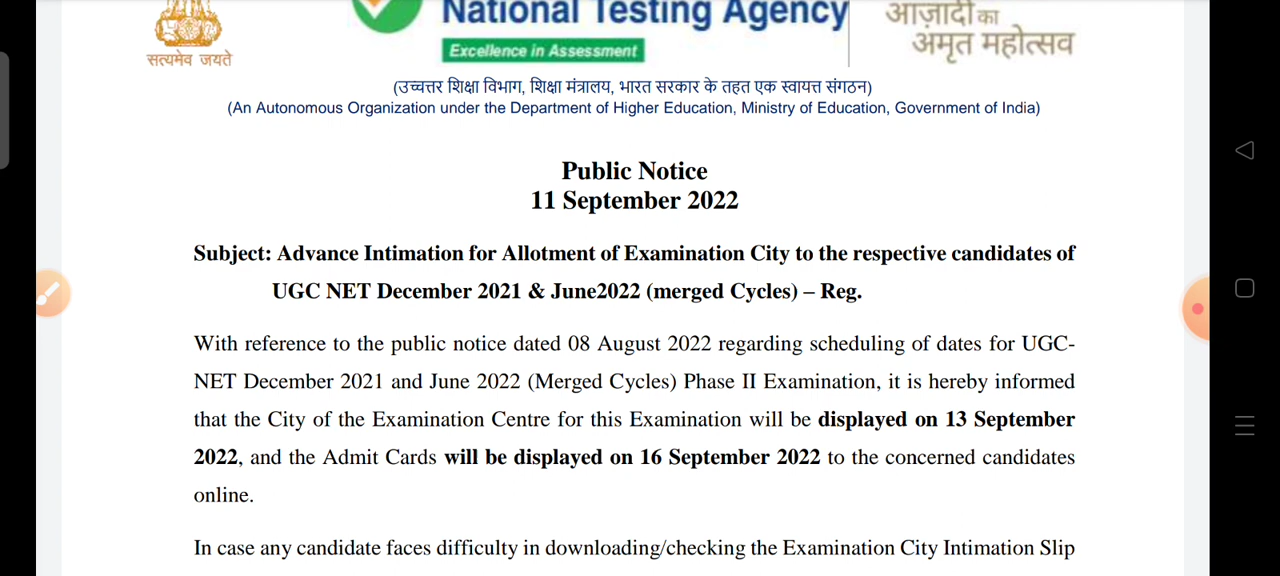 National Testing Agency
Excellence in Assessment
सत्यमेव जयते
आज़ादी का
अमृत महोत्सव
(उच्चतर शिक्षा विभाग, शिक्षा मंत्रालय, भारत सरकार के तहत एक स्वायत्त संगठन)
(An Autonomous Organization under the Department of Higher Education, Ministry of Education, Government of India)
Public Notice
11 September 2022
Subject: Advance Intimation for Allotment of Examination City to the respective candidates of
UGC NET December 2021 & June2022 (merged Cycles) – Reg.
With reference to the public notice dated 08 August 2022 regarding scheduling of dates for UGC-
NET December 2021 and June 2022 (Merged Cycles) Phase II Examination, it is hereby informed
that the City of the Examination Centre for this Examination will be displayed on 13 September
2022, and the Admit Cards will be displayed on 16 September 2022 to the concerned candidates
online.
In case any candidate faces difficulty in downloading/checking the Examination City Intimation Slip